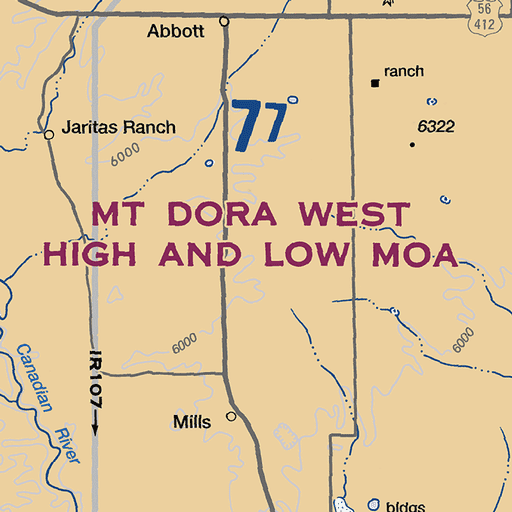 56
412
Abbott
ranch
77
6322
Jaritas Ranch
6000
MT DORA WEST
HIGH AND LOW MOA
6000
6000
IR107
Canadian River
Mills
bldgs